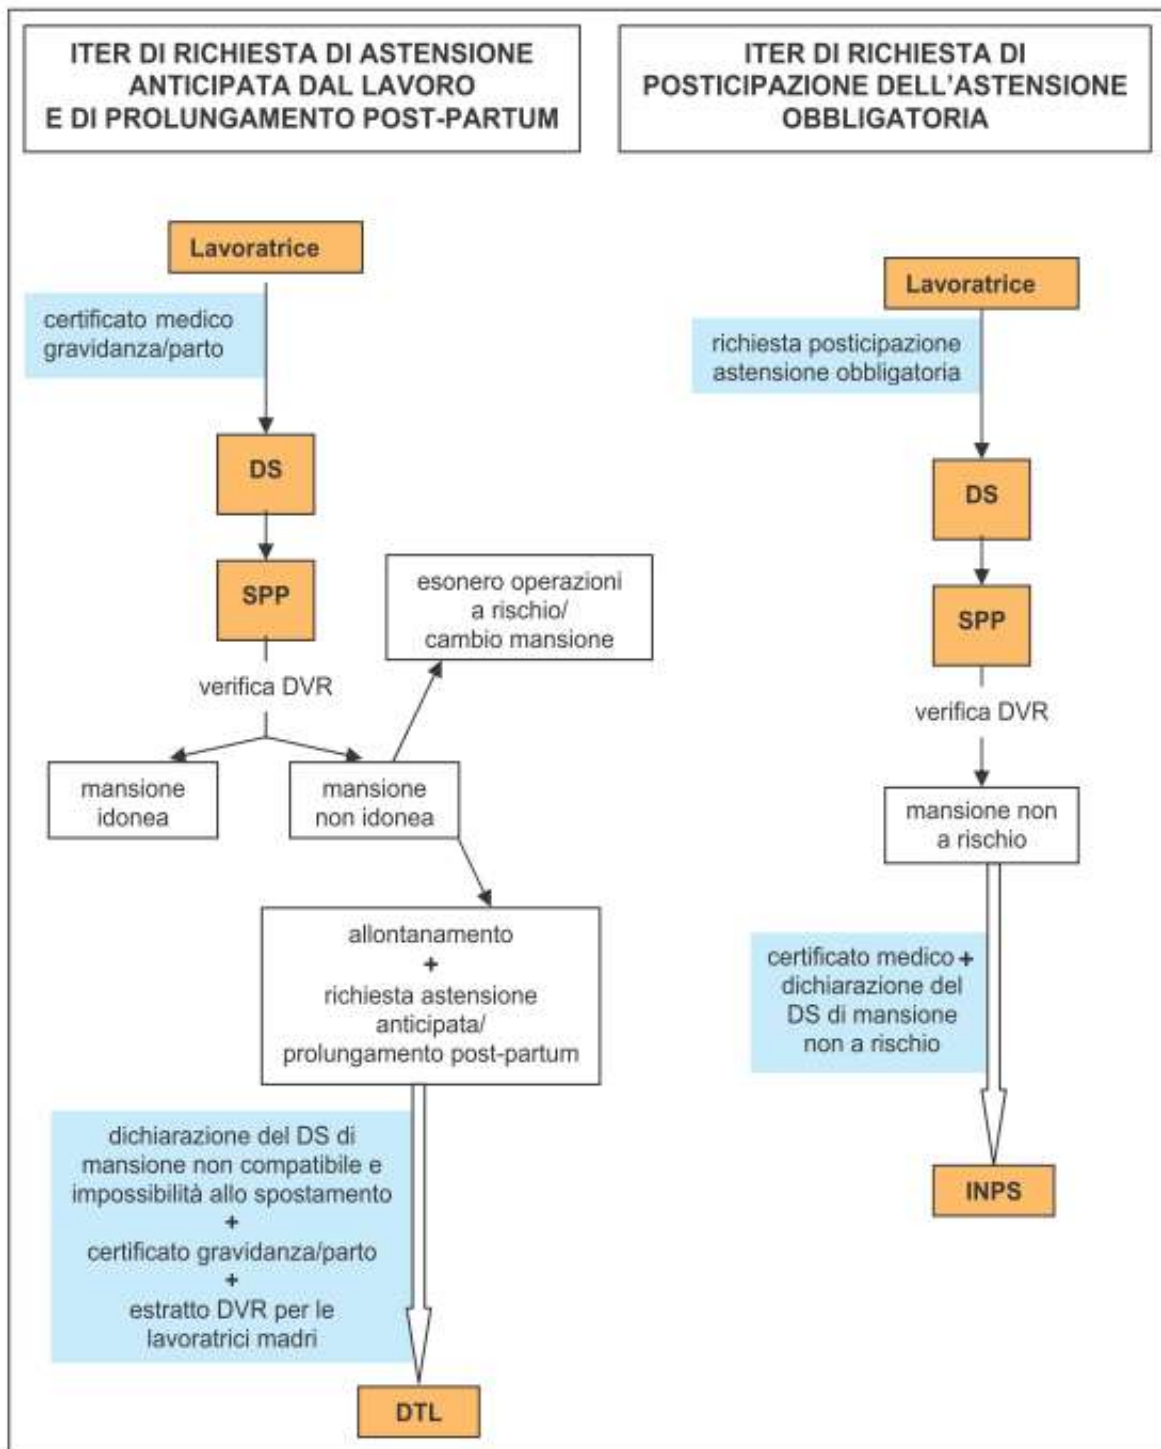 ITER DI RICHIESTA DI ASTENSIONE
ANTICIPATA DAL LAVORO
E DI PROLUNGAMENTO POST-PARTUM
Lavoratrice
certificato medico
gravidanza/parto
DS
SPP
verifica DVR
esonero operazioni
a rischio/
cambio mansione
mansione
idonea
mansione
non idonea
allontanamento
+
richiesta astensione
anticipata/
prolungamento post-partum
dichiarazione del DS di
mansione non compatibile e
impossibilità allo spostamento
+
certificato gravidanza/parto
+
estratto DVR per le
lavoratrici madri
DTL
ITER DI RICHIESTA DI
POSTICIPAZIONE DELL'ASTENSIONE
OBBLIGATORIA
Lavoratrice
richiesta posticipazione
astensione obbligatoria
DS
SPP
verifica DVR
mansione non
a rischio
certificato medico +
dichiarazione del
DS di mansione
non a rischio
INPS